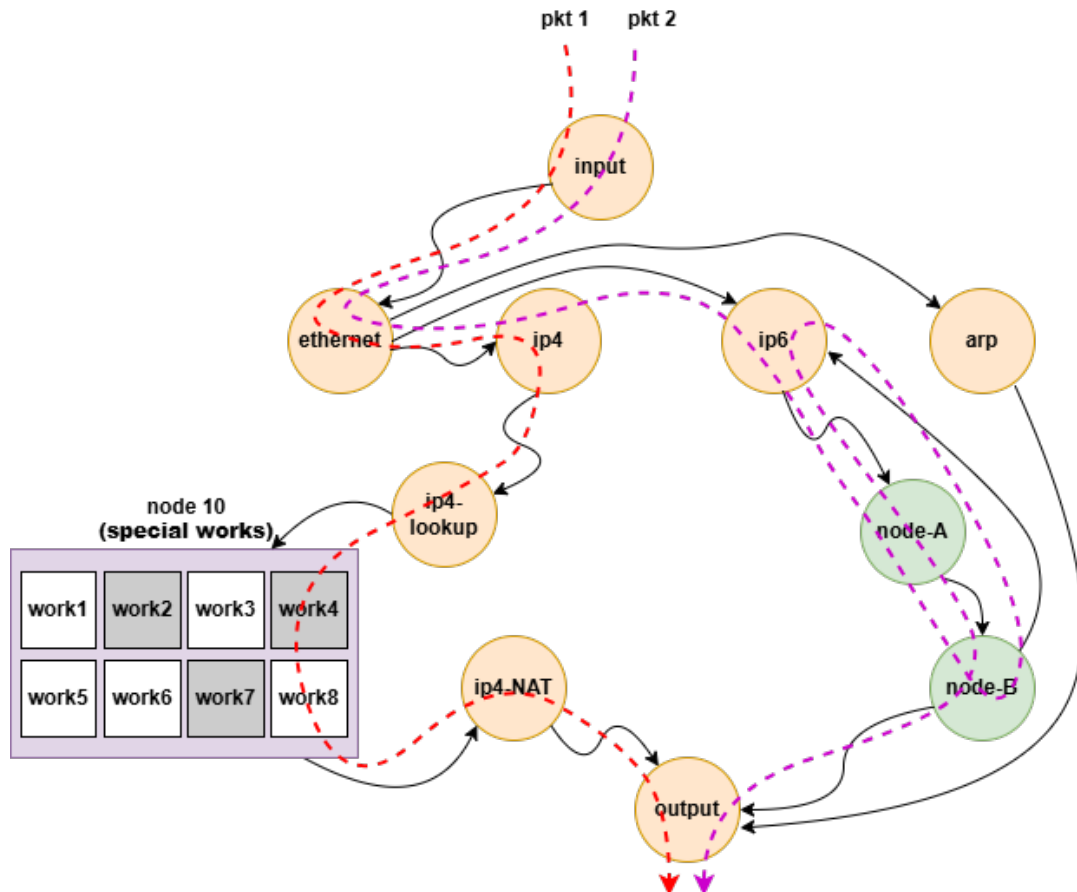 pkt 1
pkt 2
input
ethernet
ip4
ip6
arp
ip4-
lookup
node 10
(special works)
node-A
work1
work2
work3
work4
work5
work6
work7
work8
ip4-NAT
node-B
output